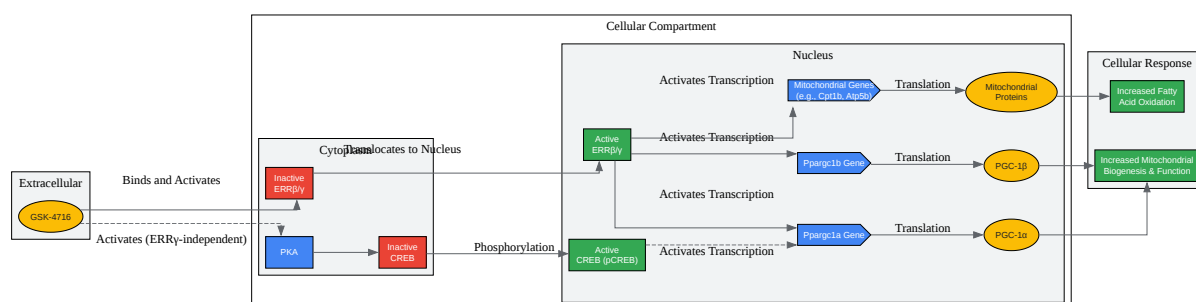 Cellular Compartment
Nucleus
Cellular Response
Cytoplasm
Translocates to Nucleus
Extracellular
GSK-4716
Binds and Activates
Activates (ERRγ-independent)
Inactive
ERRβ/γ
PKA
Inactive
CREB
Phosphorylation
Active
ERRβ/γ
Active
CREB (pCREB)
Activates Transcription
Activates Transcription
Activates Transcription
Activates Transcription
Mitochondrial Genes
(e.g., Cpt1b, Atp5b)
Ppargc1b Gene
Ppargc1a Gene
Translation
Translation
Translation
Mitochondrial
Proteins
PGC-1β
PGC-1α
Increased Fatty
Acid Oxidation
Increased Mitochondrial
Biogenesis & Function